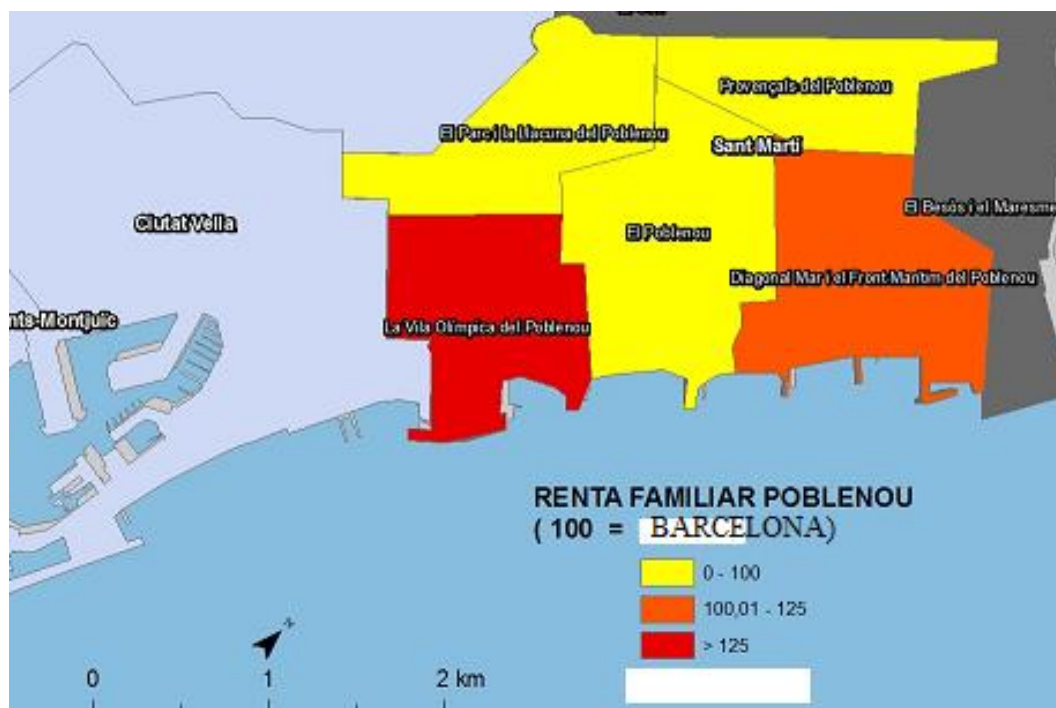 Provençals del Poblenou
El Parc i la Llacuna del Poblenou
Sant Martí
El Besòs i el Maresme
Ciutat Vella
El Poblenou
Diagonal Mar i el Front Marítim del Poblenou
nts-Montjuïc
La Vila Olímpica del Poblenou
RENTA FAMILIAR POBLENOU
( 100 = BARCELONA)
0 - 100
100,01 - 125
> 125
N
0 1 2 km